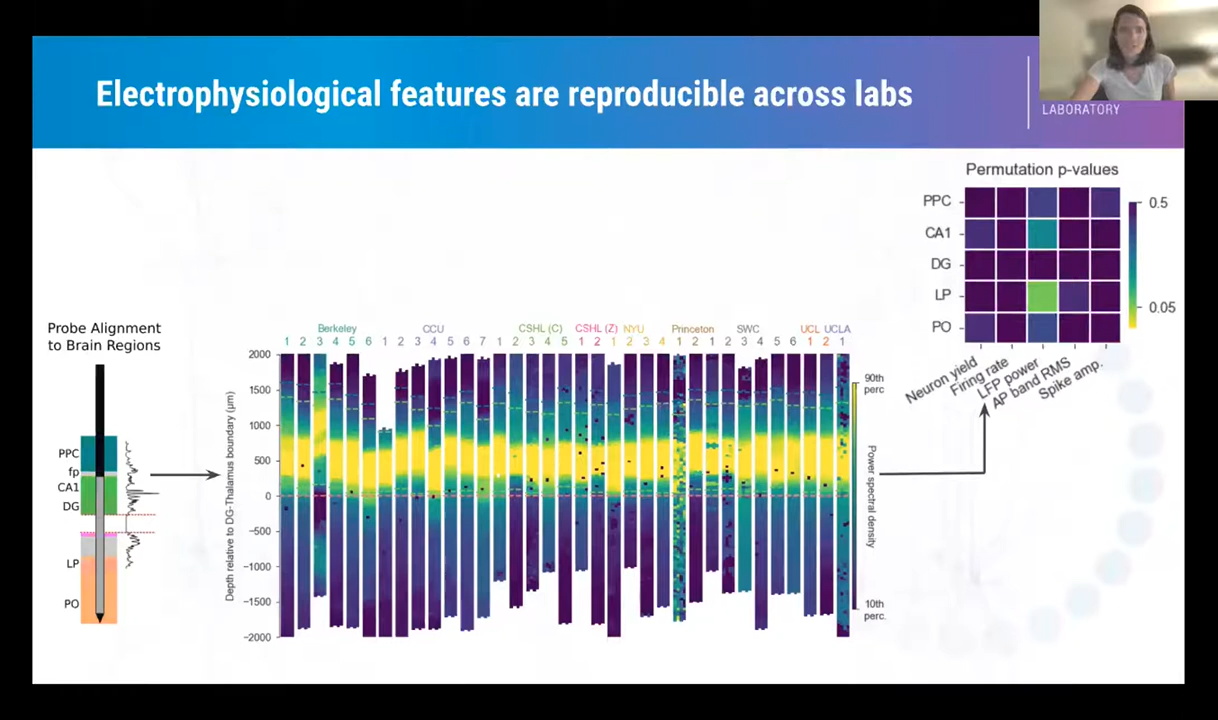 Electrophysiological features are reproducible across labs
LABORATORY
Permutation p-values
PPC
CA1
DG
LP
PO
0.5
0.05
Neuron yield
Firing rate
LFP power
AP band RMS
Spike amp.
Probe Alignment
to Brain Regions
PPC
fp
CA1
DG
LP
PO
Berkeley CCU CSHL (C) CSHL (Z) NYU Princeton SWC UCL UCLA
1 2 3 4 5 6 1 2 3 4 5 6 7 1 2 3 4 5 1 2 1 2 3 4 1 2 1 2 3 4 5 6 1 2 1
2000
1500
1000
500
0
−500
−1000
−1500
−2000
Depth relative to DG-Thalamus boundary (µm)
90th
perc
Power spectral density
10th
perc.